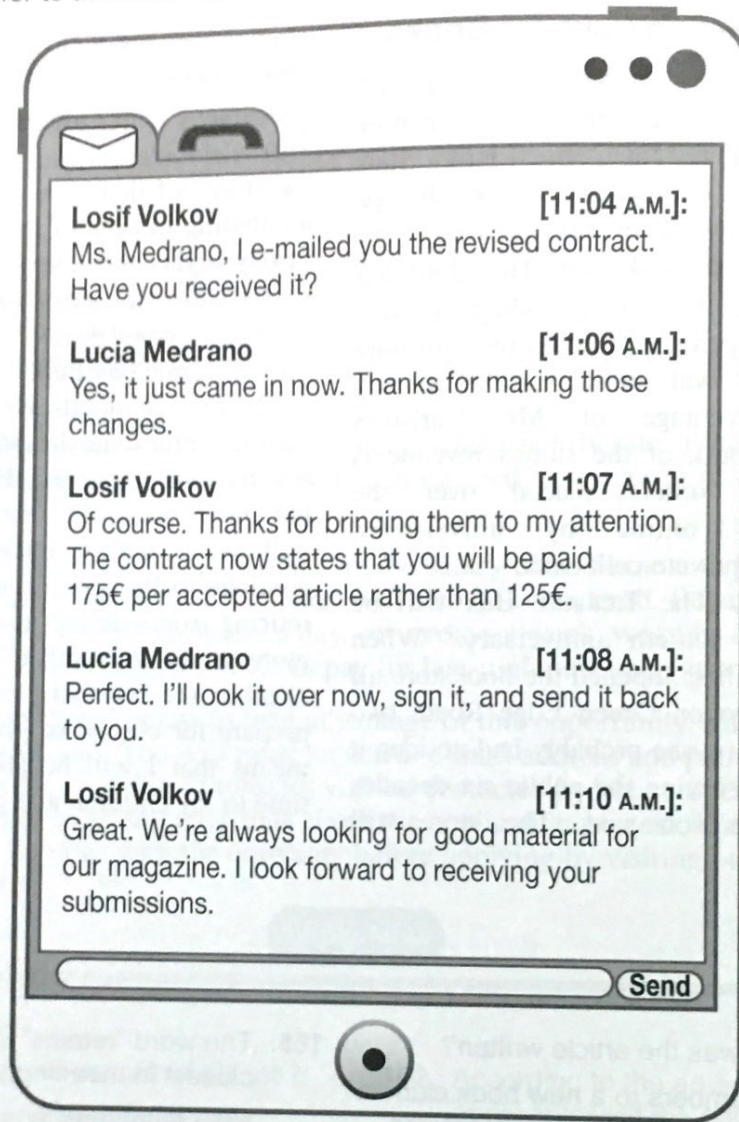 Losif Volkov [11:04 A.M.]:
Ms. Medrano, I e-mailed you the revised contract.
Have you received it?
Lucia Medrano [11:06 A.M.]:
Yes, it just came in now. Thanks for making those
changes.
Losif Volkov [11:07 A.M.]:
Of course. Thanks for bringing them to my attention.
The contract now states that you will be paid
175€ per accepted article rather than 125€.
Lucia Medrano [11:08 A.M.]:
Perfect. I'll look it over now, sign it, and send it back
to you.
Losif Volkov [11:10 A.M.]:
Great. We're always looking for good material for
our magazine. I look forward to receiving your
submissions.
Send